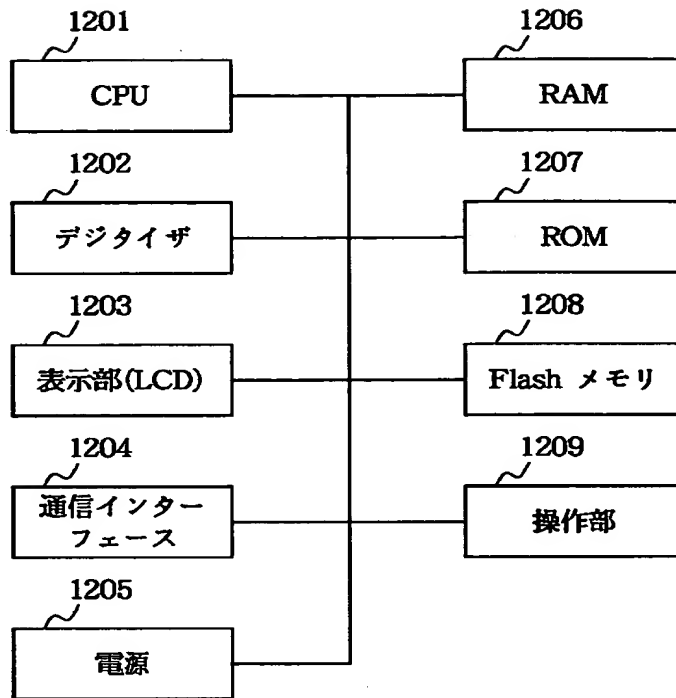 1201
CPU
1202
デジタイザ
1203
表示部(LCD)
1204
通信インター
フェース
1205
電源
1206
RAM
1207
ROM
1208
Flash メモリ
1209
操作部